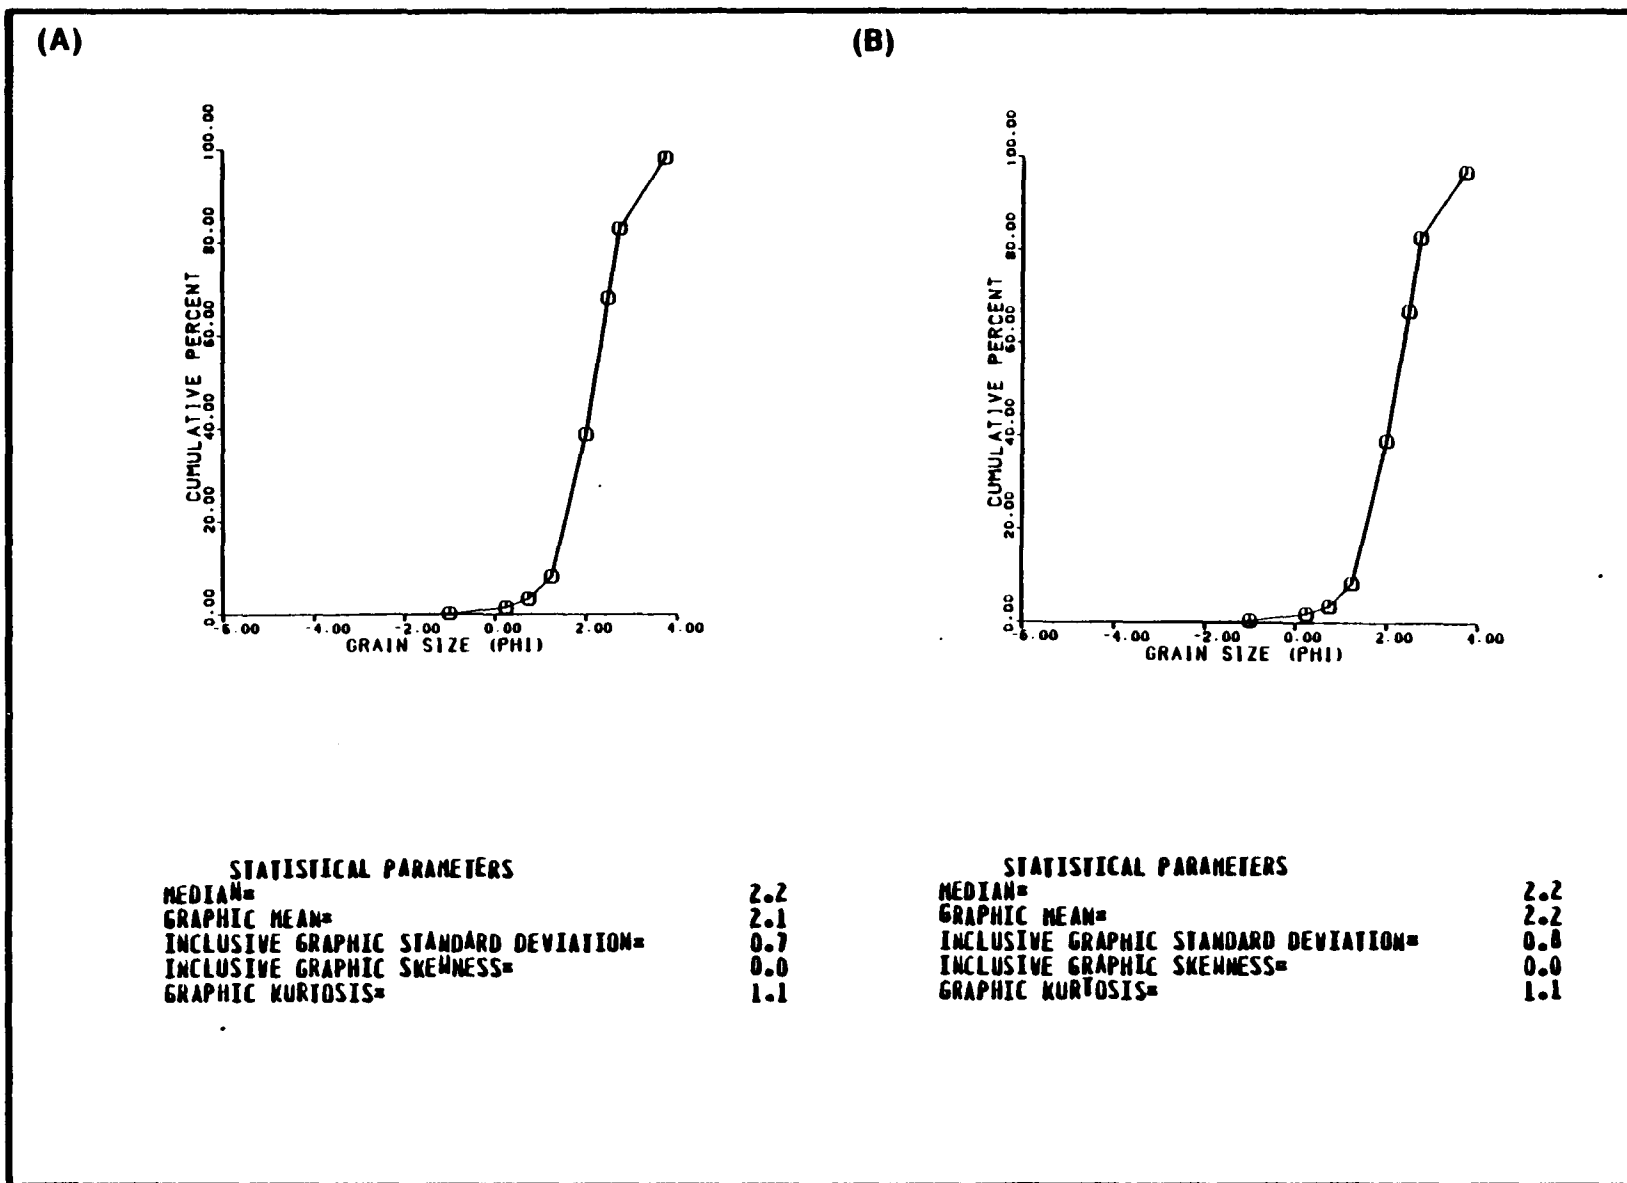 (A)
(B)
100.00
80.00
60.00
40.00
20.00
0.00
CUMULATIVE PERCENT
-6.00 -4.00 -2.00 0.00 2.00 4.00
GRAIN SIZE (PHI)
100.00
80.00
60.00
40.00
20.00
0.00
CUMULATIVE PERCENT
-6.00 -4.00 -2.00 0.00 2.00 4.00
GRAIN SIZE (PHI)
STATISTICAL PARAMETERS
MEDIAN= 2.2
GRAPHIC MEAN= 2.1
INCLUSIVE GRAPHIC STANDARD DEVIATION= 0.7
INCLUSIVE GRAPHIC SKEWNESS= 0.0
GRAPHIC KURTOSIS= 1.1
STATISTICAL PARAMETERS
MEDIAN= 2.2
GRAPHIC MEAN= 2.2
INCLUSIVE GRAPHIC STANDARD DEVIATION= 0.8
INCLUSIVE GRAPHIC SKEWNESS= 0.0
GRAPHIC KURTOSIS= 1.1